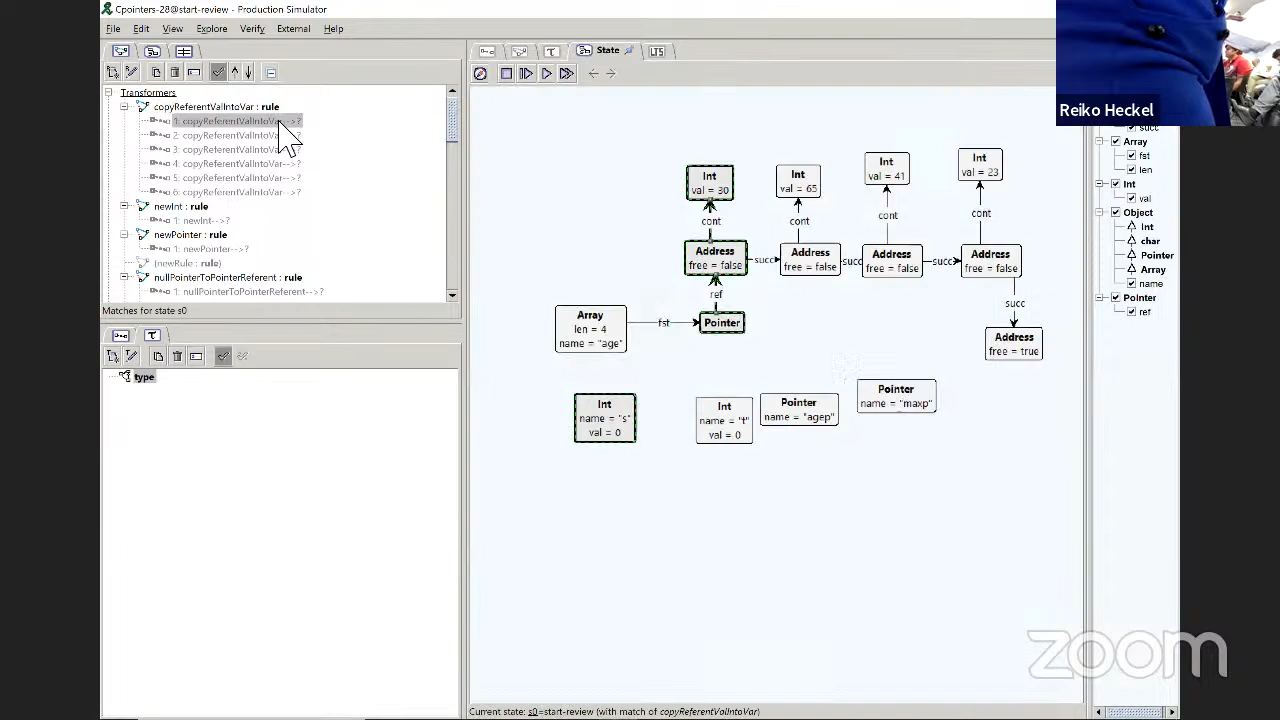 Cpointers-28@start-review - Production Simulator
File Edit View Explore Verify External Help
State
LTS
Transformers
copyReferentValIntoVar : rule
1: copyReferentValIntoVar-->?
2: copyReferentValIntoVar-->?
3: copyReferentValIntoVar-->?
4: copyReferentValIntoVar-->?
5: copyReferentValIntoVar-->?
6: copyReferentValIntoVar-->?
newInt : rule
1: newInt-->?
newPointer : rule
1: newPointer-->?
(newRule : rule)
nullPointerToPointerReferent : rule
1: nullPointerToPointerReferent-->?
Matches for state s0
type
Int
val = 30
Int
val = 65
Int
val = 41
Int
val = 23
cont
cont
cont
cont
Address
free = false
succ
Address
free = false
succ
Address
free = false
succ
Address
free = false
ref
succ
Array
len = 4
name = "age"
fst
Pointer
Address
free = true
Int
name = "s"
val = 0
Int
name = "t"
val = 0
Pointer
name = "agep"
Pointer
name = "maxp"
Current state: s0=start-review (with match of copyReferentValIntoVar)
Reiko Heckel
succ
Array
fst
len
Int
val
Object
Int
char
Pointer
Array
name
Pointer
ref
zoom